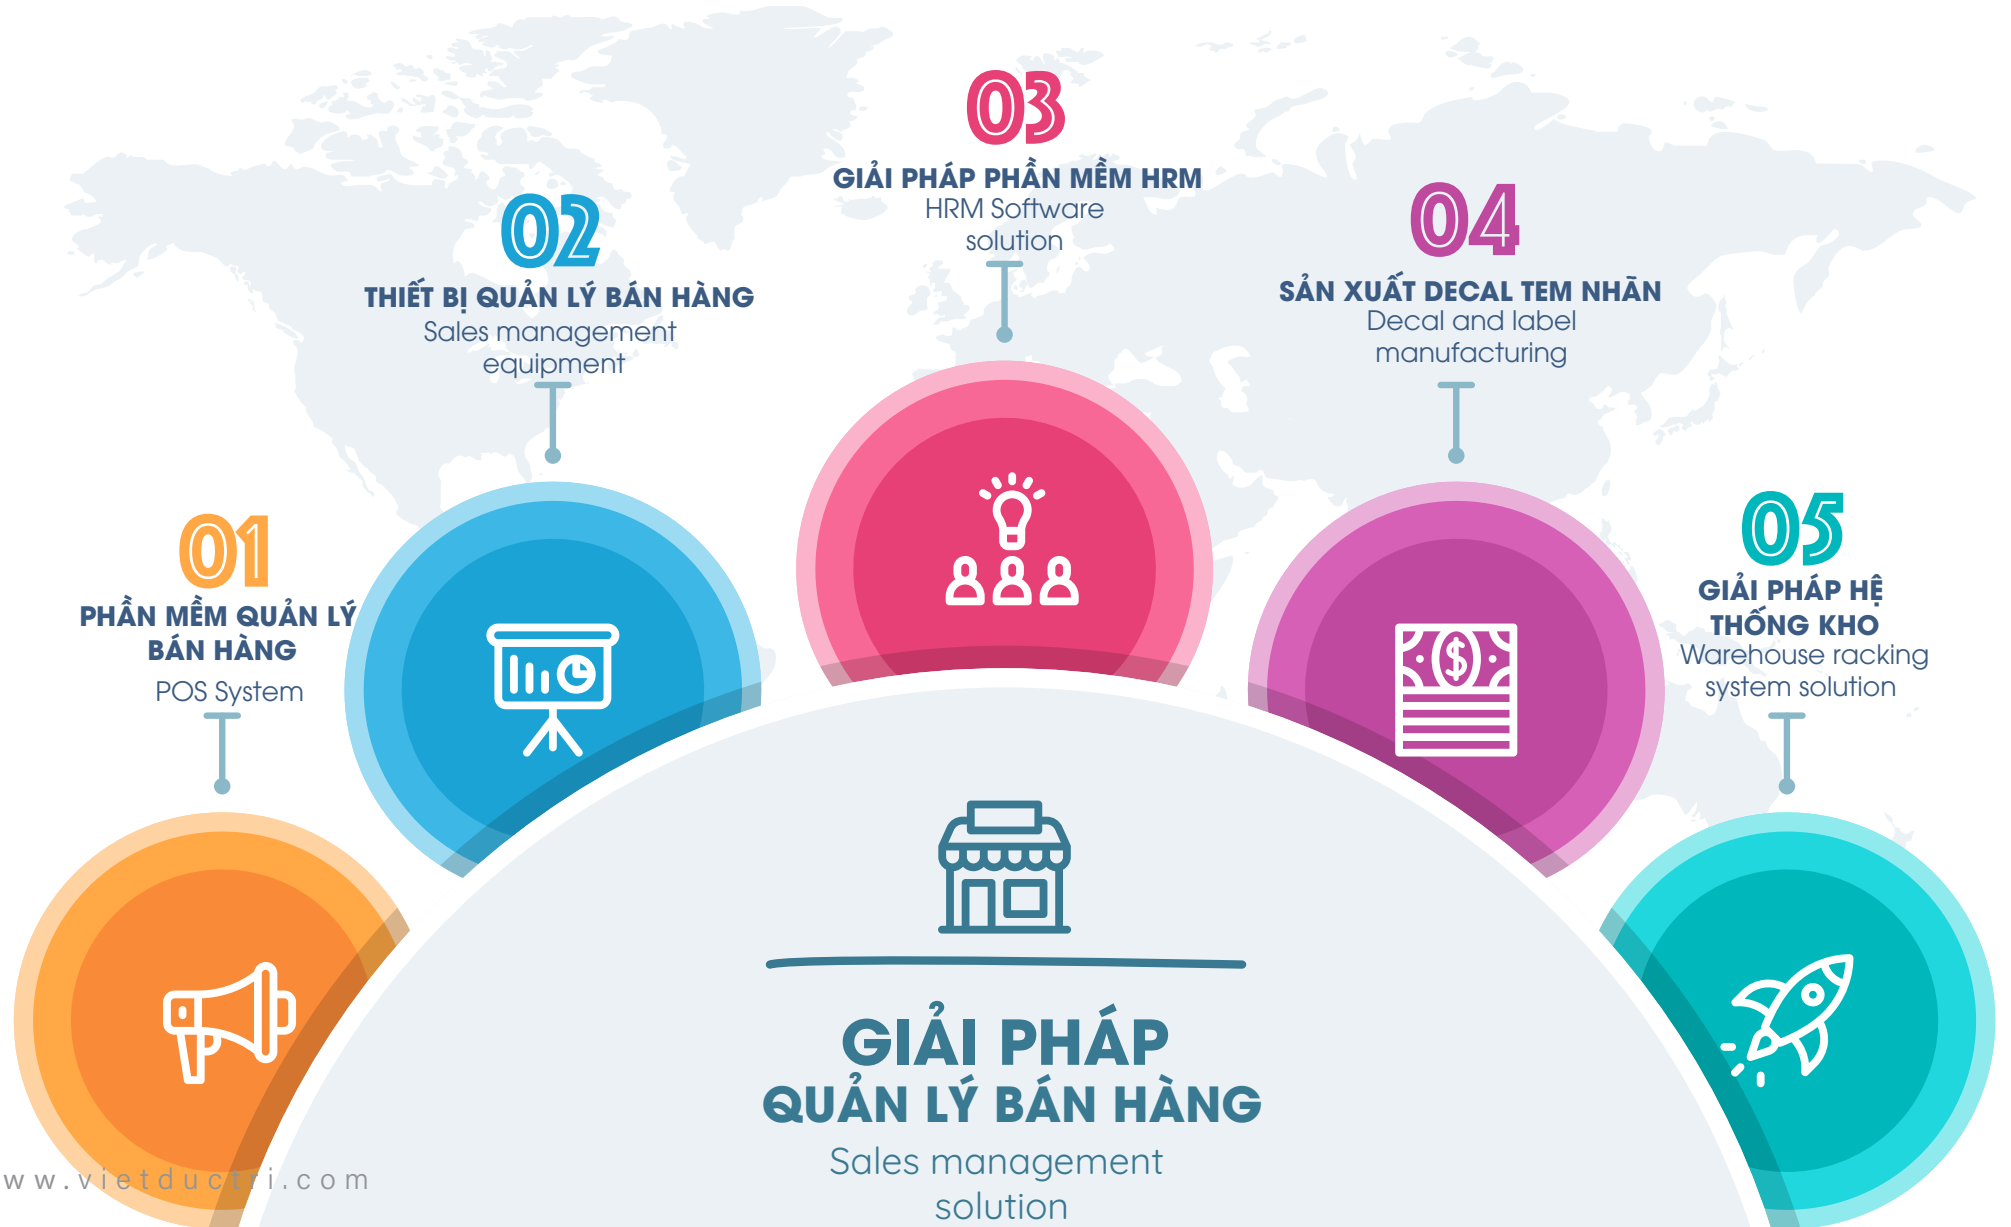 01
PHẦN MỀM QUẢN LÝ
BÁN HÀNG
POS System
02
THIẾT BỊ QUẢN LÝ BÁN HÀNG
Sales management
equipment
03
GIẢI PHÁP PHẦN MỀM HRM
HRM Software
solution
04
SẢN XUẤT DECAL TEM NHÃN
Decal and label
manufacturing
05
GIẢI PHÁP HỆ
THỐNG KHO
Warehouse racking
system solution
$
GIẢI PHÁP
QUẢN LÝ BÁN HÀNG
Sales management
solution
ww.vietductri.com